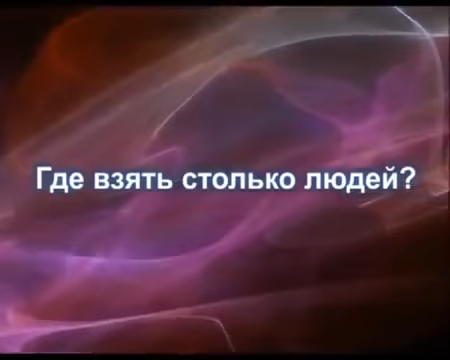 Где взять столько людей?